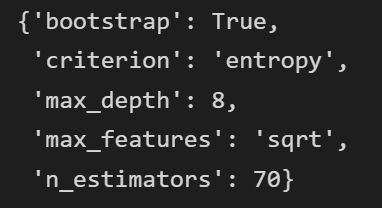 {'bootstrap': True,
 'criterion': 'entropy',
 'max_depth': 8,
 'max_features': 'sqrt',
 'n_estimators': 70}